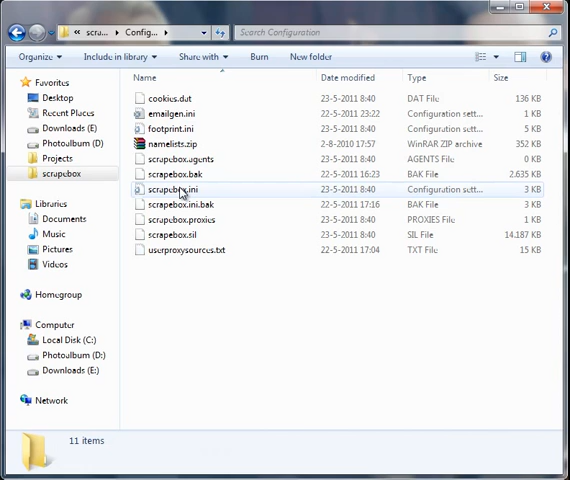 « scra... ▸ Config... ▸
Search Configuration
Organize ▾ Include in library ▾ Share with ▾ Burn New folder
Name Date modified Type Size
cookies.dat 23-5-2011 8:40 DAT File 136 KB
emailgen.ini 22-5-2011 23:22 Configuration sett... 1 KB
footprint.ini 23-5-2011 8:40 Configuration sett... 5 KB
namelists.zip 2-8-2010 17:57 WinRAR ZIP archive 352 KB
scrapebox.agents 23-5-2011 8:40 AGENTS File 0 KB
scrapebox.bak 22-5-2011 16:23 BAK File 2.635 KB
scrapebox.ini 23-5-2011 8:40 Configuration sett... 3 KB
scrapebox.ini.bak 22-5-2011 17:16 BAK File 3 KB
scrapebox.proxies 23-5-2011 8:40 PROXIES File 1 KB
scrapebox.sil 23-5-2011 8:40 SIL File 14.187 KB
userproxysources.txt 22-5-2011 17:04 TXT File 15 KB
Favorites
Desktop
Recent Places
Downloads (E)
Photoalbum (D)
Projects
scrapebox
Libraries
Documents
Music
Pictures
Videos
Homegroup
Computer
Local Disk (C:)
Photoalbum (D:)
Downloads (E:)
Network
11 items